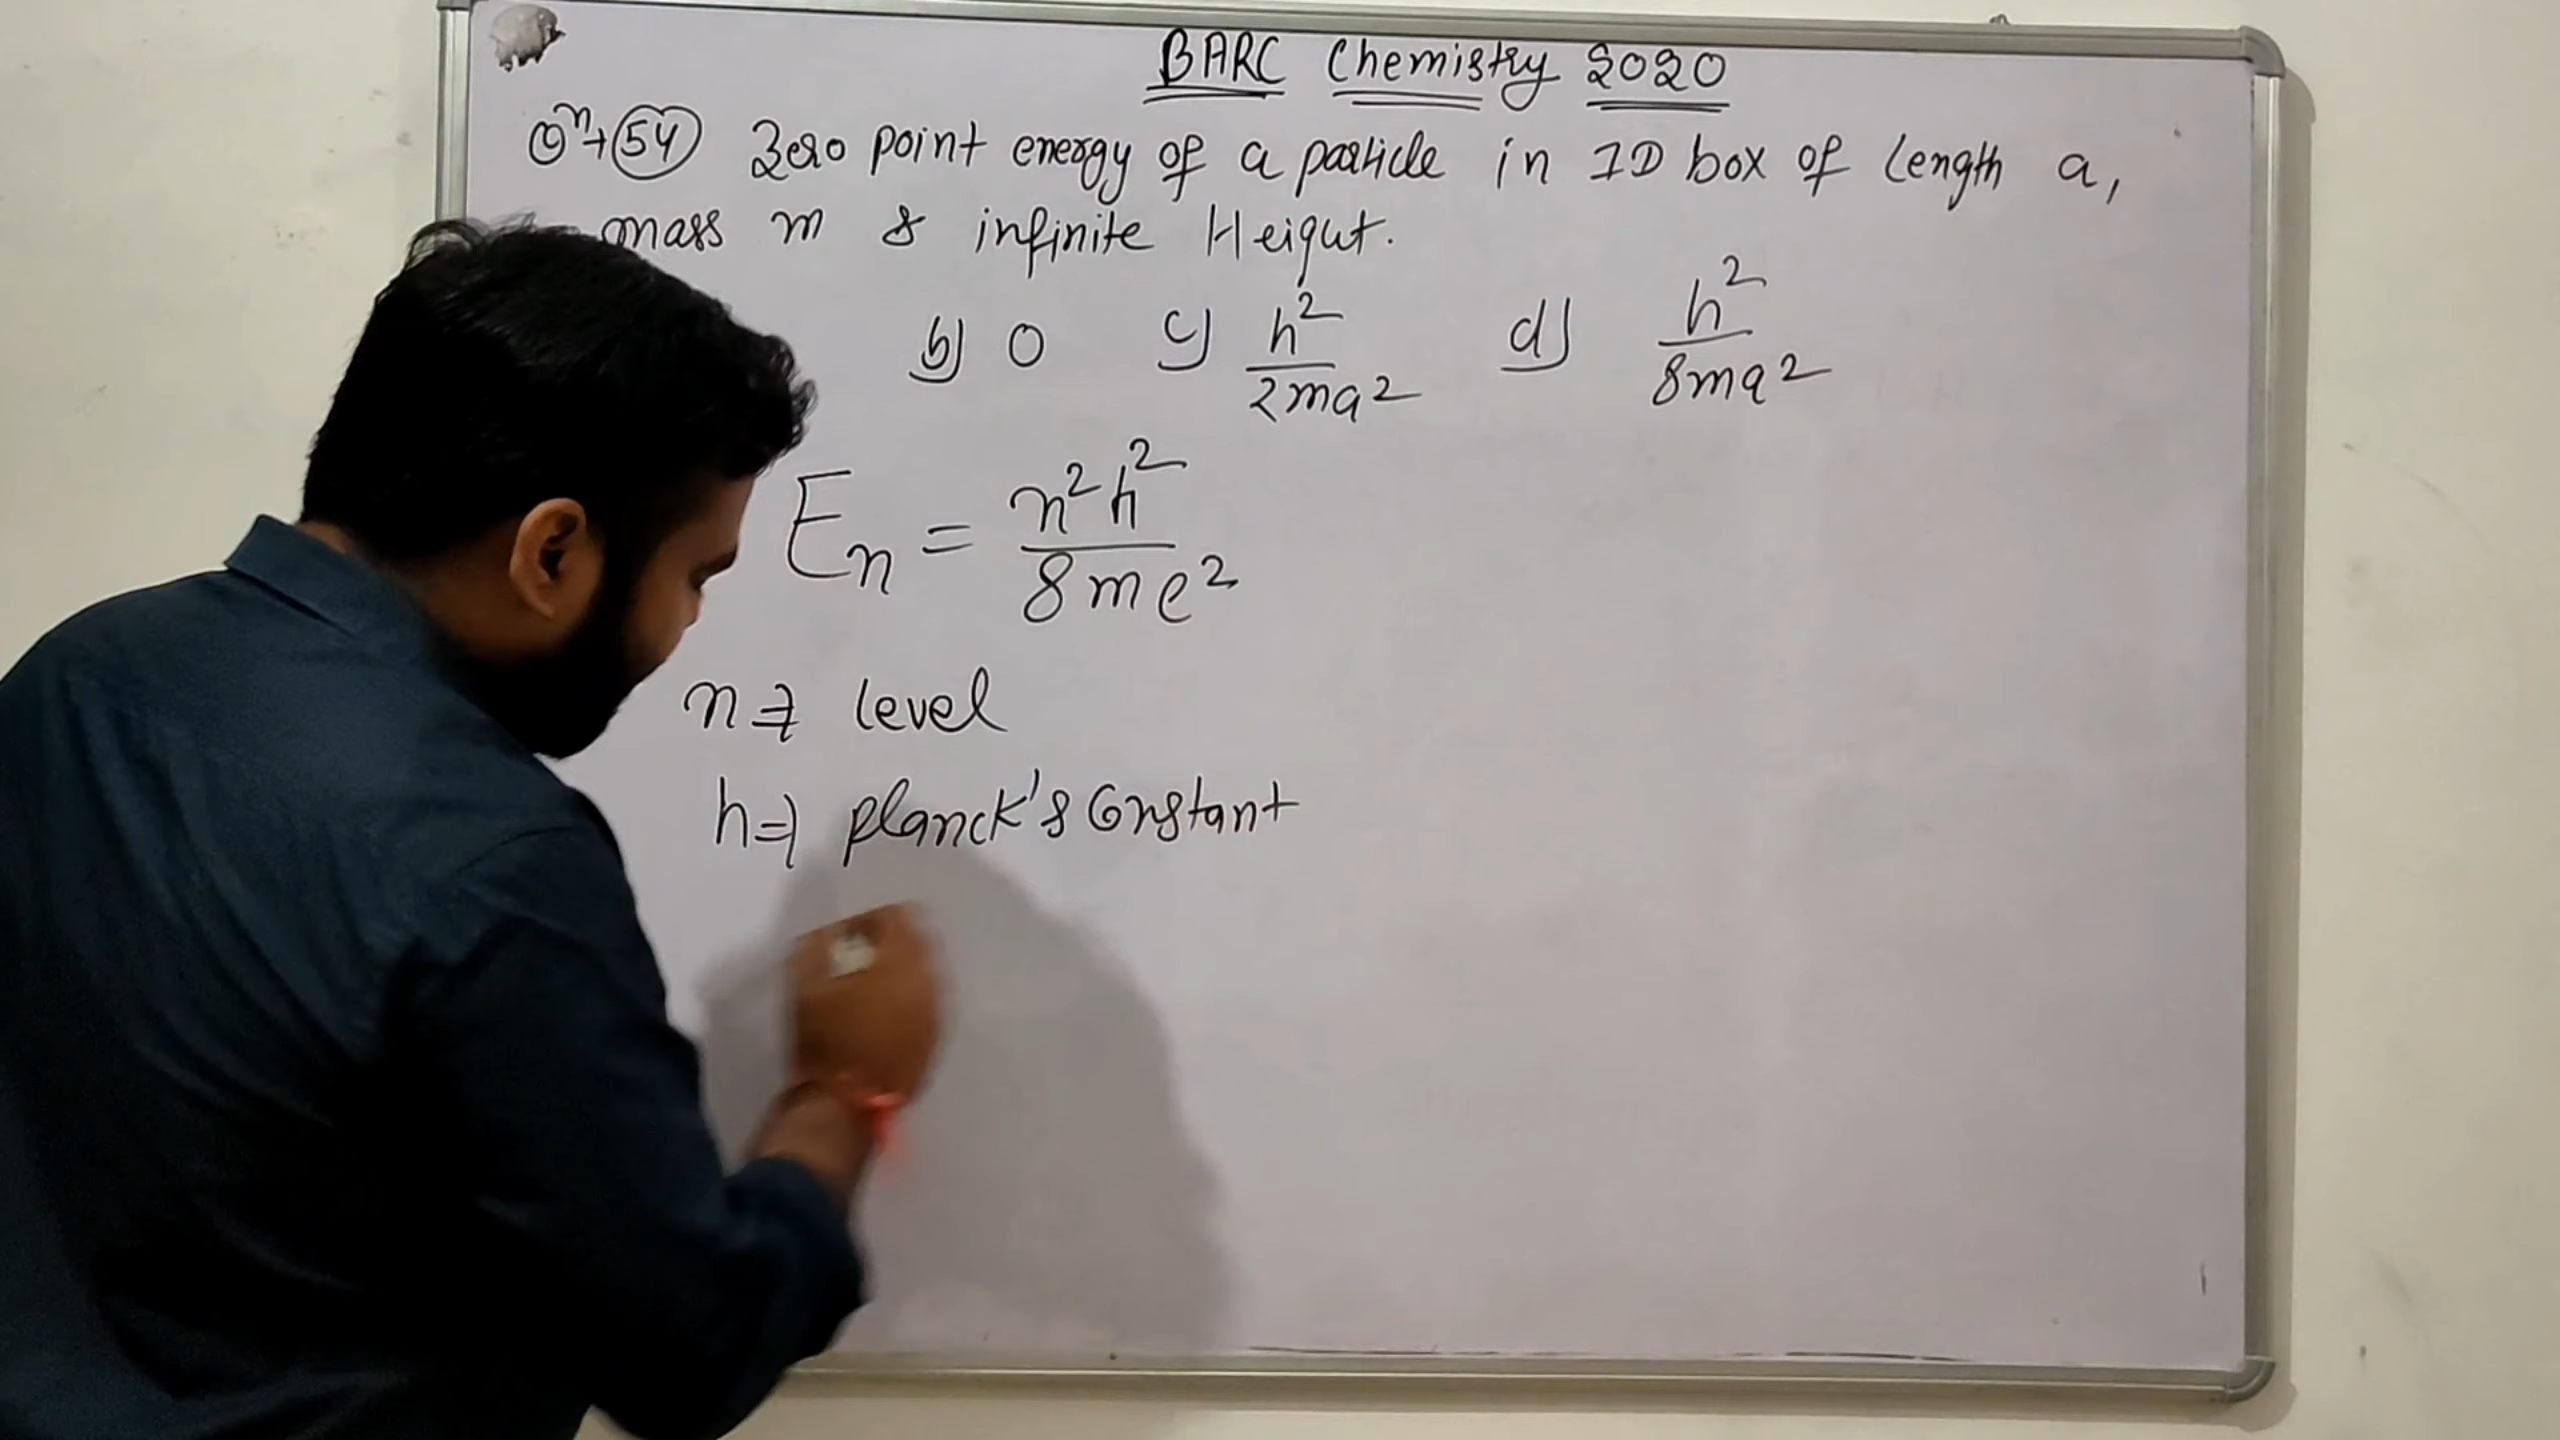 BARC Chemistry 2020
Qn→ 54 Zero point energy of a particle in 1D box of length a,
mass m & infinite Height.
b) 0 c) h²/2ma² d) h²/8ma²
En = n²h²/8ml²
n ⇒ level
h ⇒ planck's Constant